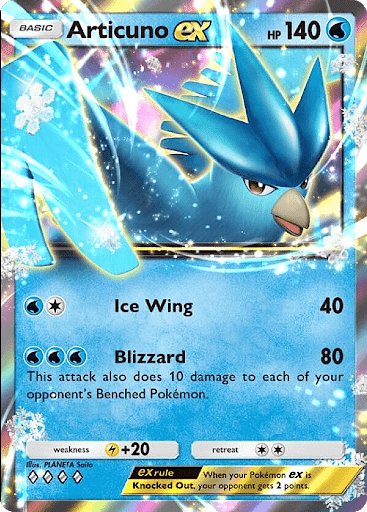 BASIC Articuno ex HP 140
Ice Wing 40
Blizzard 80
This attack also does 10 damage to each of your
opponent's Benched Pokémon.
weakness +20 retreat
Illus. PLANETA Saito
ex rule When your Pokémon ex is
Knocked Out, your opponent gets 2 points.